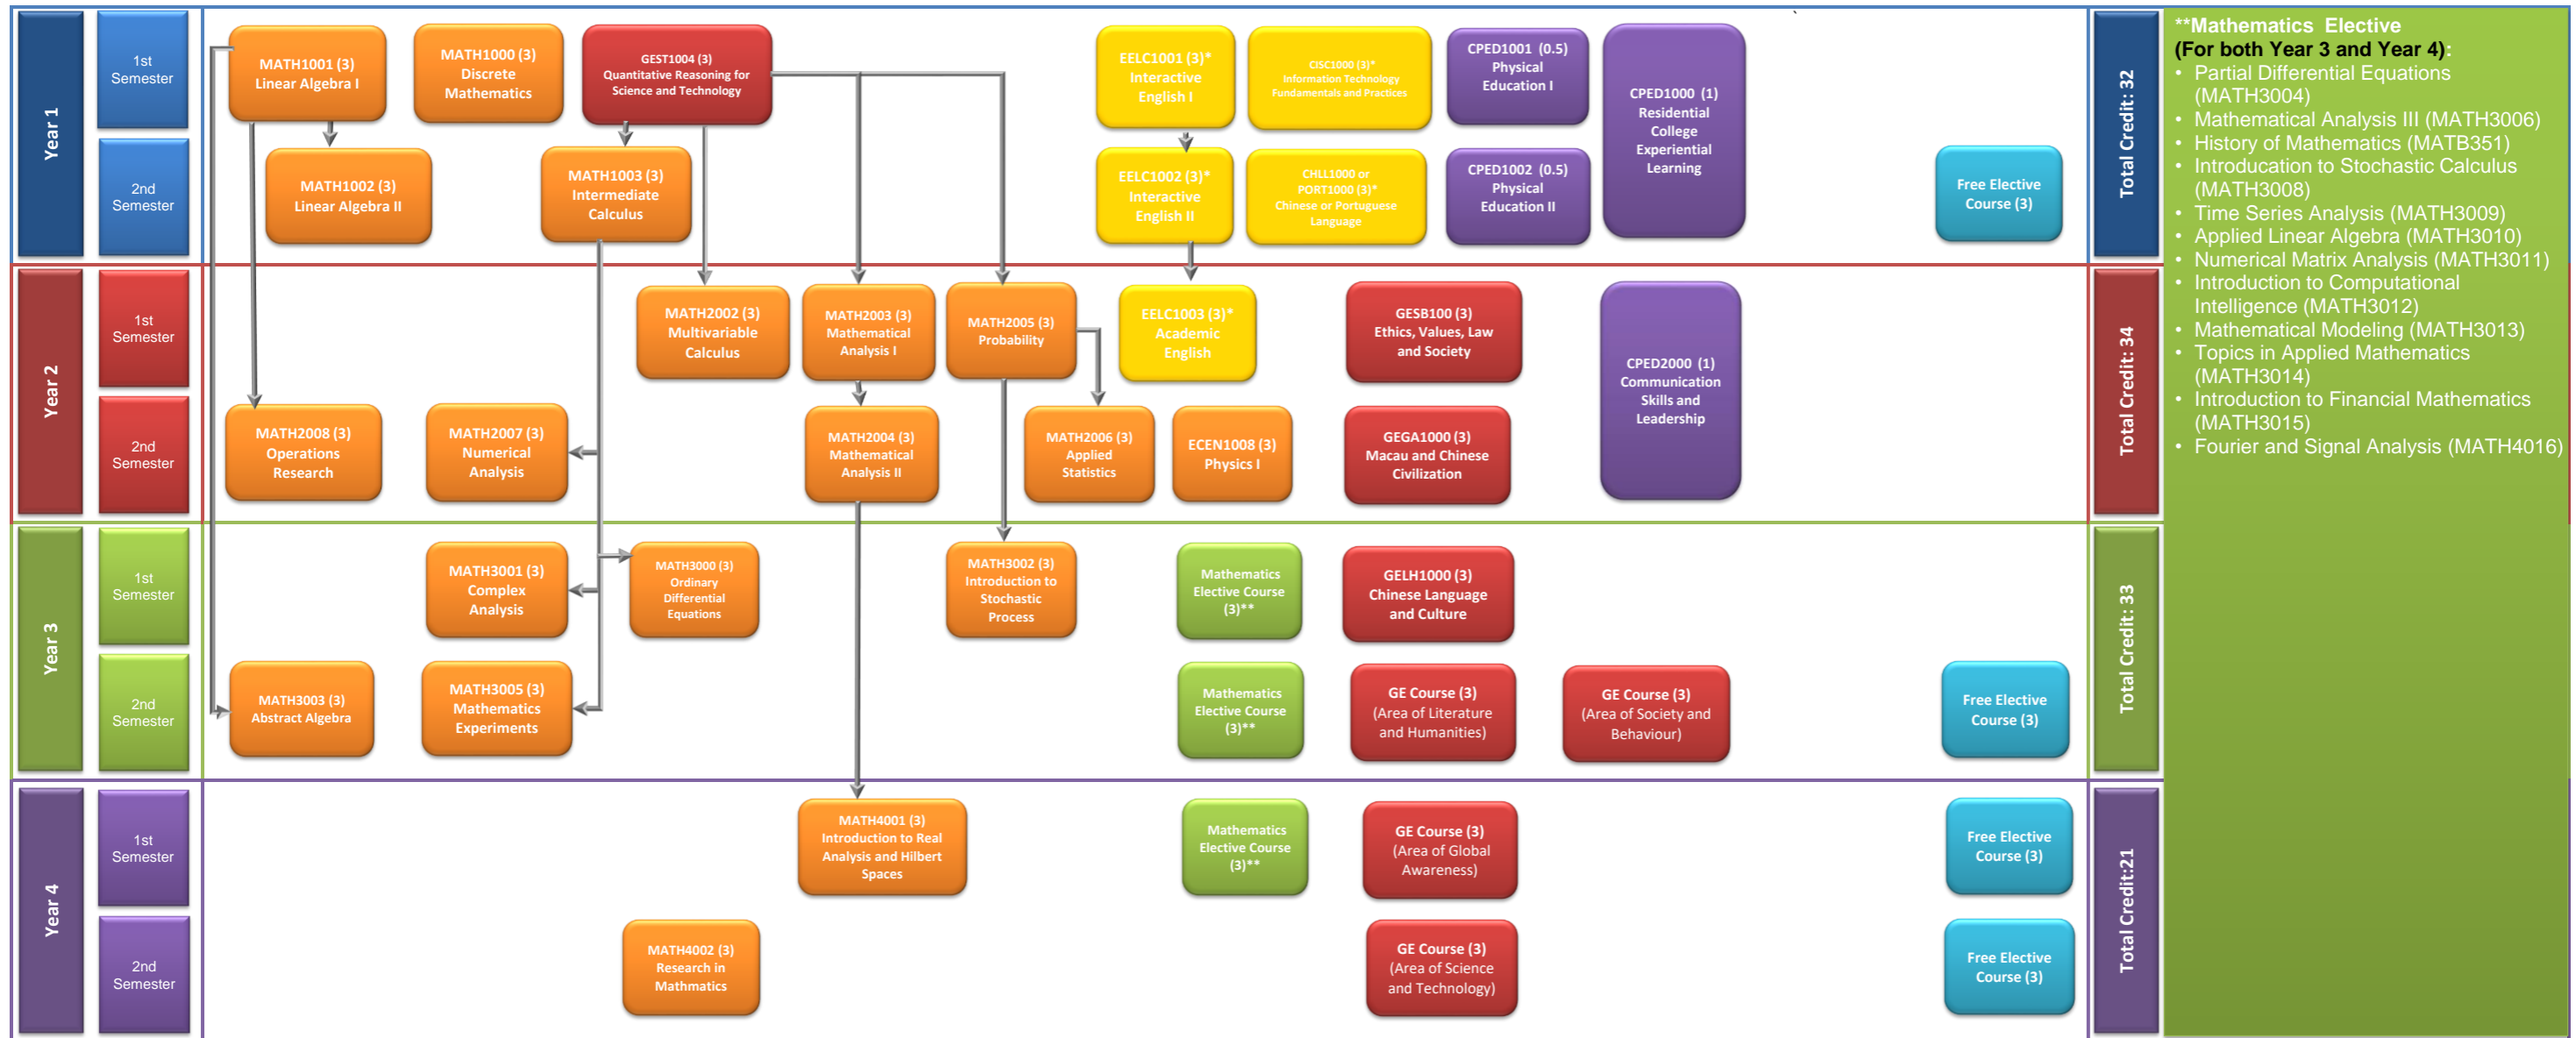 Year 1
1st
Semester
MATH1001 (3)
Linear Algebra I
MATH1000 (3)
Discrete
Mathematics
GEST1004 (3)
Quantitative Reasoning for
Science and Technology
EELC1001 (3)*
Interactive
English I
CISC1000 (3)*
Information Technology
Fundamentals and Practices
CPED1001 (0.5)
Physical
Education I
CPED1000 (1)
Residential
College
Experiential
Learning
`
2nd
Semester
MATH1002 (3)
Linear Algebra II
MATH1003 (3)
Intermediate
Calculus
EELC1002 (3)*
Interactive
English II
CHLL1000 or
PORT1000 (3)*
Chinese or Portuguese
Language
CPED1002 (0.5)
Physical
Education II
Free Elective
Course (3)
Total Credit: 32
Year 2
1st
Semester
MATH2002 (3)
Multivariable
Calculus
MATH2003 (3)
Mathematical
Analysis I
MATH2005 (3)
Probability
EELC1003 (3)*
Academic
English
GESB100 (3)
Ethics, Values, Law
and Society
CPED2000 (1)
Communication
Skills and
Leadership
2nd
Semester
MATH2008 (3)
Operations
Research
MATH2007 (3)
Numerical
Analysis
MATH2004 (3)
Mathematical
Analysis II
MATH2006 (3)
Applied
Statistics
ECEN1008 (3)
Physics I
GEGA1000 (3)
Macau and Chinese
Civilization
Total Credit: 34
Year 3
1st
Semester
MATH3001 (3)
Complex
Analysis
MATH3000 (3)
Ordinary
Differential
Equations
MATH3002 (3)
Introduction to
Stochastic
Process
Mathematics
Elective Course
(3)**
GELH1000 (3)
Chinese Language
and Culture
2nd
Semester
MATH3003 (3)
Abstract Algebra
MATH3005 (3)
Mathematics
Experiments
Mathematics
Elective Course
(3)**
GE Course (3)
(Area of Literature
and Humanities)
GE Course (3)
(Area of Society and
Behaviour)
Free Elective
Course (3)
Total Credit: 33
Year 4
1st
Semester
MATH4001 (3)
Introduction to Real
Analysis and Hilbert
Spaces
Mathematics
Elective Course
(3)**
GE Course (3)
(Area of Global
Awareness)
Free Elective
Course (3)
2nd
Semester
MATH4002 (3)
Research in
Mathmatics
GE Course (3)
(Area of Science
and Technology)
Free Elective
Course (3)
Total Credit:21
**Mathematics Elective
(For both Year 3 and Year 4):
• Partial Differential Equations
(MATH3004)
• Mathematical Analysis III (MATH3006)
• History of Mathematics (MATB351)
• Introducation to Stochastic Calculus
(MATH3008)
• Time Series Analysis (MATH3009)
• Applied Linear Algebra (MATH3010)
• Numerical Matrix Analysis (MATH3011)
• Introduction to Computational
Intelligence (MATH3012)
• Mathematical Modeling (MATH3013)
• Topics in Applied Mathematics
(MATH3014)
• Introduction to Financial Mathematics
(MATH3015)
• Fourier and Signal Analysis (MATH4016)